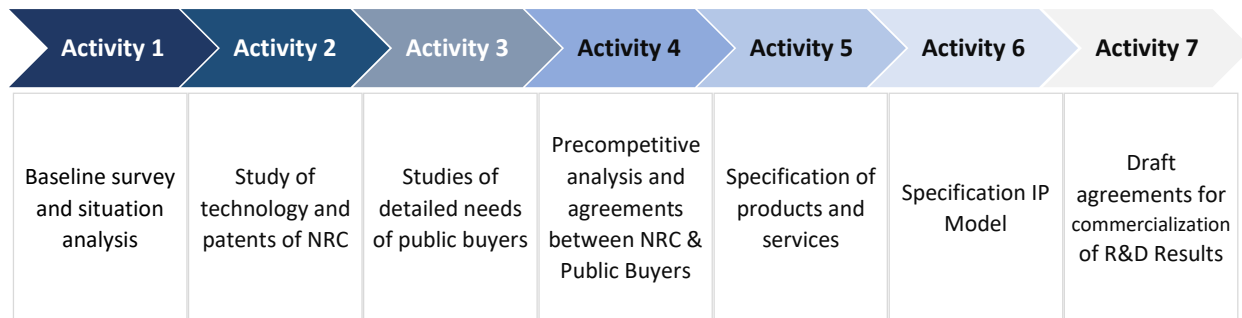 Activity 1
Activity 2
Activity 3
Activity 4
Activity 5
Activity 6
Activity 7
Baseline survey
and situation
analysis
Study of
technology and
patents of NRC
Studies of
detailed needs
of public buyers
Precompetitive
analysis and
agreements
between NRC &
Public Buyers
Specification of
products and
services
Specification IP
Model
Draft
agreements for
commercialization
of R&D Results